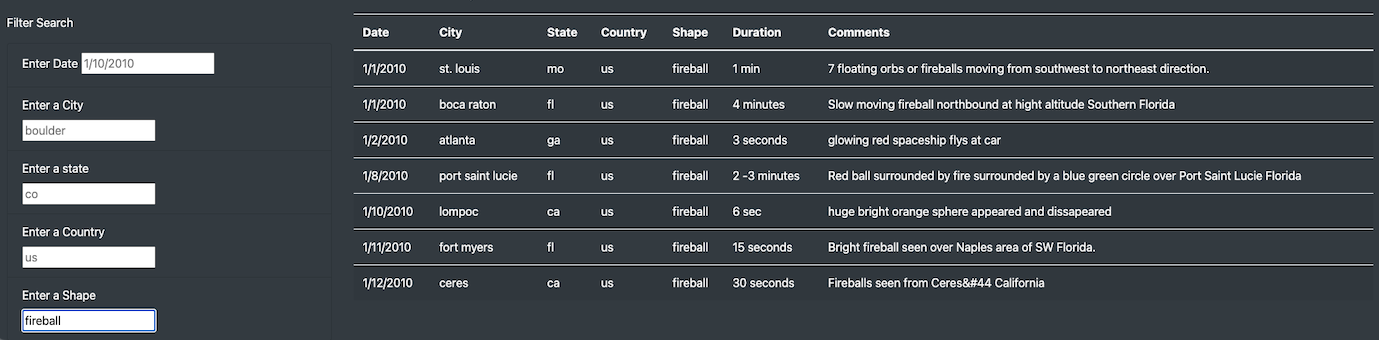 Filter Search
Enter Date 1/10/2010
Enter a City
boulder
Enter a state
co
Enter a Country
us
Enter a Shape
fireball
Date City State Country Shape Duration Comments
1/1/2010 st. louis mo us fireball 1 min 7 floating orbs or fireballs moving from southwest to northeast direction.
1/1/2010 boca raton fl us fireball 4 minutes Slow moving fireball northbound at hight altitude Southern Florida
1/2/2010 atlanta ga us fireball 3 seconds glowing red spaceship flys at car
1/8/2010 port saint lucie fl us fireball 2 -3 minutes Red ball surrounded by fire surrounded by a blue green circle over Port Saint Lucie Florida
1/10/2010 lompoc ca us fireball 6 sec huge bright orange sphere appeared and dissapeared
1/11/2010 fort myers fl us fireball 15 seconds Bright fireball seen over Naples area of SW Florida.
1/12/2010 ceres ca us fireball 30 seconds Fireballs seen from Ceres&#44 California